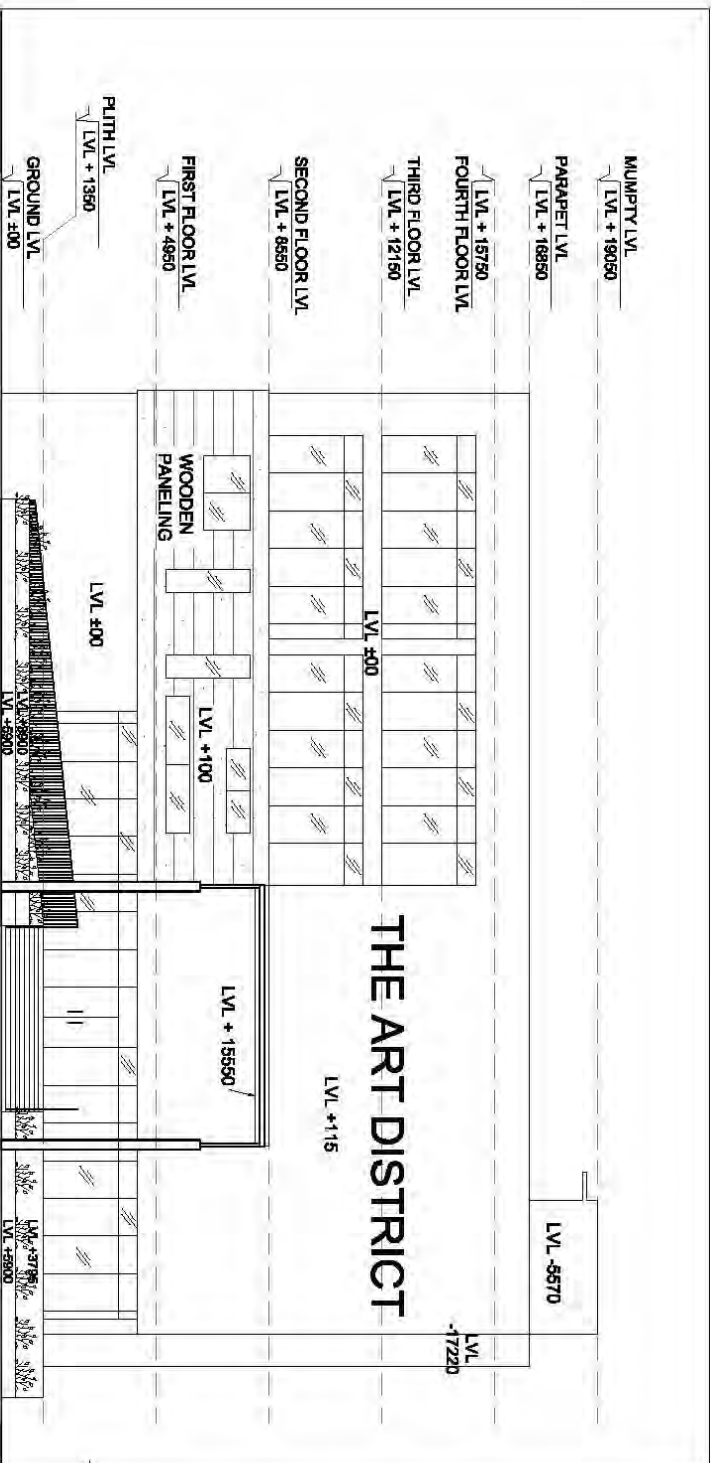 MUMPTY LVL
LVL + 19050
PARAPET LVL
LVL + 16850
LVL + 15750
FOURTH FLOOR LVL
THIRD FLOOR LVL
LVL + 12150
SECOND FLOOR LVL
LVL + 8550
FIRST FLOOR LVL
LVL + 4950
PLITH LVL
LVL + 1350
GROUND LVL
LVL ±00
LVL -5570
LVL
-17220
THE ART DISTRICT
LVL ±00
LVL +115
WOODEN
PANELING
LVL +100
LVL + 15550
LVL ±00
LVL +5900
LVL +5900